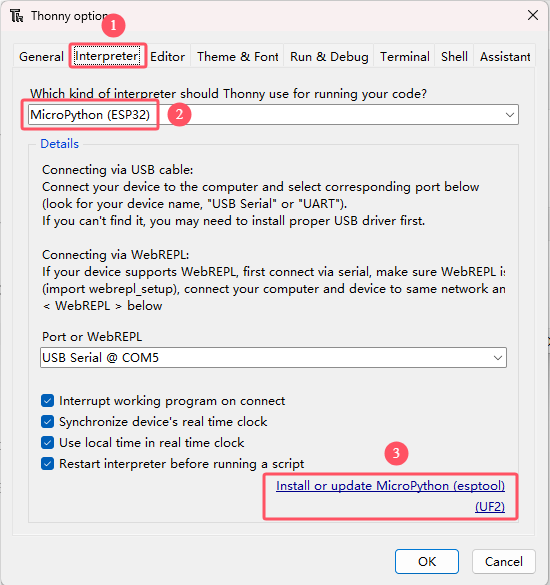 Thonny option
1
General Interpreter Editor Theme & Font Run & Debug Terminal Shell Assistant
Which kind of interpreter should Thonny use for running your code?
MicroPython (ESP32)
2
Details
Connecting via USB cable:
Connect your device to the computer and select corresponding port below
(look for your device name, "USB Serial" or "UART").
If you can't find it, you may need to install proper USB driver first.
Connecting via WebREPL:
If your device supports WebREPL, first connect via serial, make sure WebREPL is
(import webrepl_setup), connect your computer and device to same network an
< WebREPL > below
Port or WebREPL
USB Serial @ COM5
Interrupt working program on connect
Synchronize device's real time clock
Use local time in real time clock
Restart interpreter before running a script
3
Install or update MicroPython (esptool)
(UF2)
OK Cancel